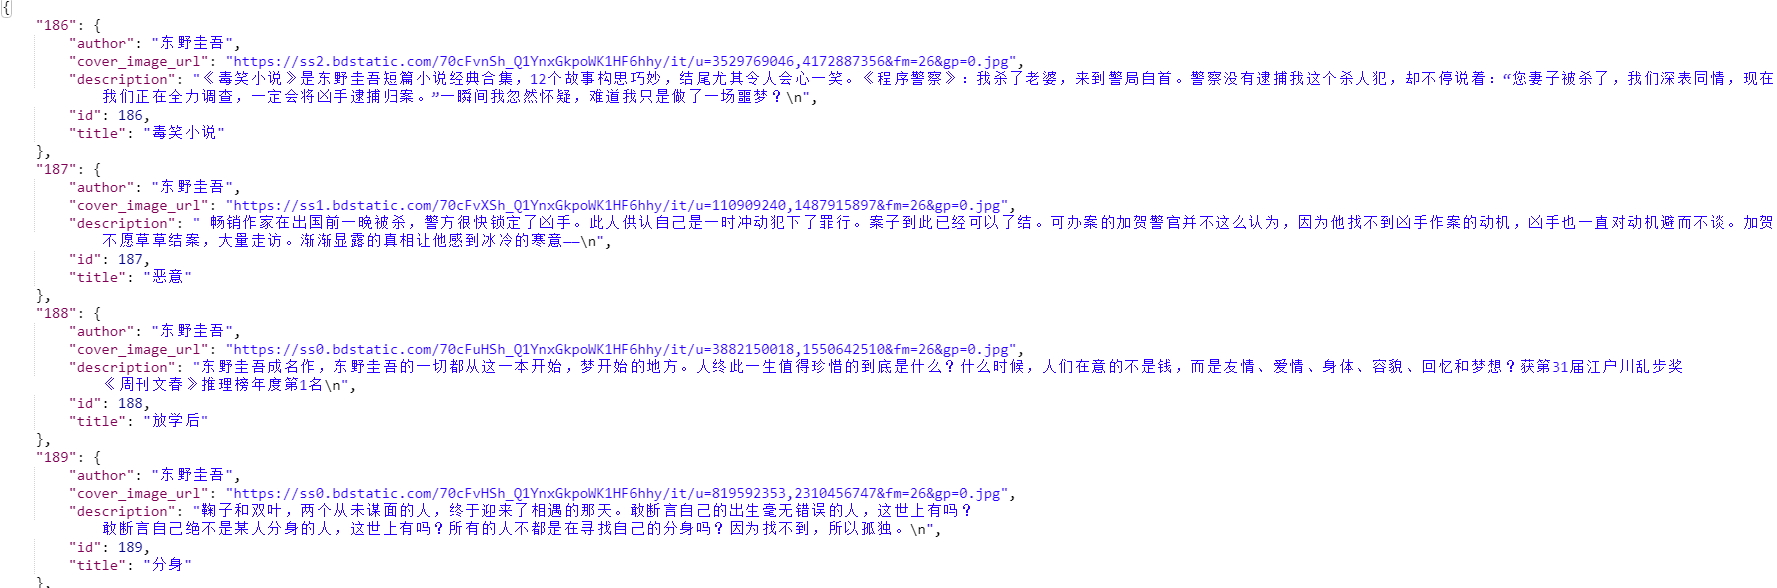 {
"186": {
"author": "东野圭吾",
"cover_image_url": "https://ss2.bdstatic.com/70cFvnSh_Q1YnxGkpoWK1HF6hhy/it/u=3529769046,4172887356&fm=26&gp=0.jpg",
"description": "《毒笑小说》是东野圭吾短篇小说经典合集，12个故事构思巧妙，结尾尤其令人会心一笑。《程序警察》：我杀了老婆，来到警局自首。警察没有逮捕我这个杀人犯，却不停说着：“您妻子被杀了，我们深表同情，现在
我们正在全力调查，一定会将凶手逮捕归案。”一瞬间我忽然怀疑，难道我只是做了一场噩梦？\n",
"id": 186,
"title": "毒笑小说"
},
"187": {
"author": "东野圭吾",
"cover_image_url": "https://ss1.bdstatic.com/70cFvXSh_Q1YnxGkpoWK1HF6hhy/it/u=110909240,1487915897&fm=26&gp=0.jpg",
"description": " 畅销作家在出国前一晚被杀，警方很快锁定了凶手。此人供认自己是一时冲动犯下了罪行。案子到此已经可以了结。可办案的加贺警官并不这么认为，因为他找不到凶手作案的动机，凶手也一直对动机避而不谈。加贺
不愿草草结案，大量走访。渐渐显露的真相让他感到冰冷的寒意——\n",
"id": 187,
"title": "恶意"
},
"188": {
"author": "东野圭吾",
"cover_image_url": "https://ss0.bdstatic.com/70cFuHSh_Q1YnxGkpoWK1HF6hhy/it/u=3882150018,1550642510&fm=26&gp=0.jpg",
"description": "东野圭吾成名作，东野圭吾的一切都从这一本开始，梦开始的地方。人终此一生值得珍惜的到底是什么？什么时候，人们在意的不是钱，而是友情、爱情、身体、容貌、回忆和梦想？获第31届江户川乱步奖
《周刊文春》推理榜年度第1名\n",
"id": 188,
"title": "放学后"
},
"189": {
"author": "东野圭吾",
"cover_image_url": "https://ss0.bdstatic.com/70cFvHSh_Q1YnxGkpoWK1HF6hhy/it/u=819592353,2310456747&fm=26&gp=0.jpg",
"description": "鞠子和双叶，两个从未谋面的人，终于迎来了相遇的那天。敢断言自己的出生毫无错误的人，这世上有吗？
敢断言自己绝不是某人分身的人，这世上有吗？所有的人不都是在寻找自己的分身吗？因为找不到，所以孤独。\n",
"id": 189,
"title": "分身"
},